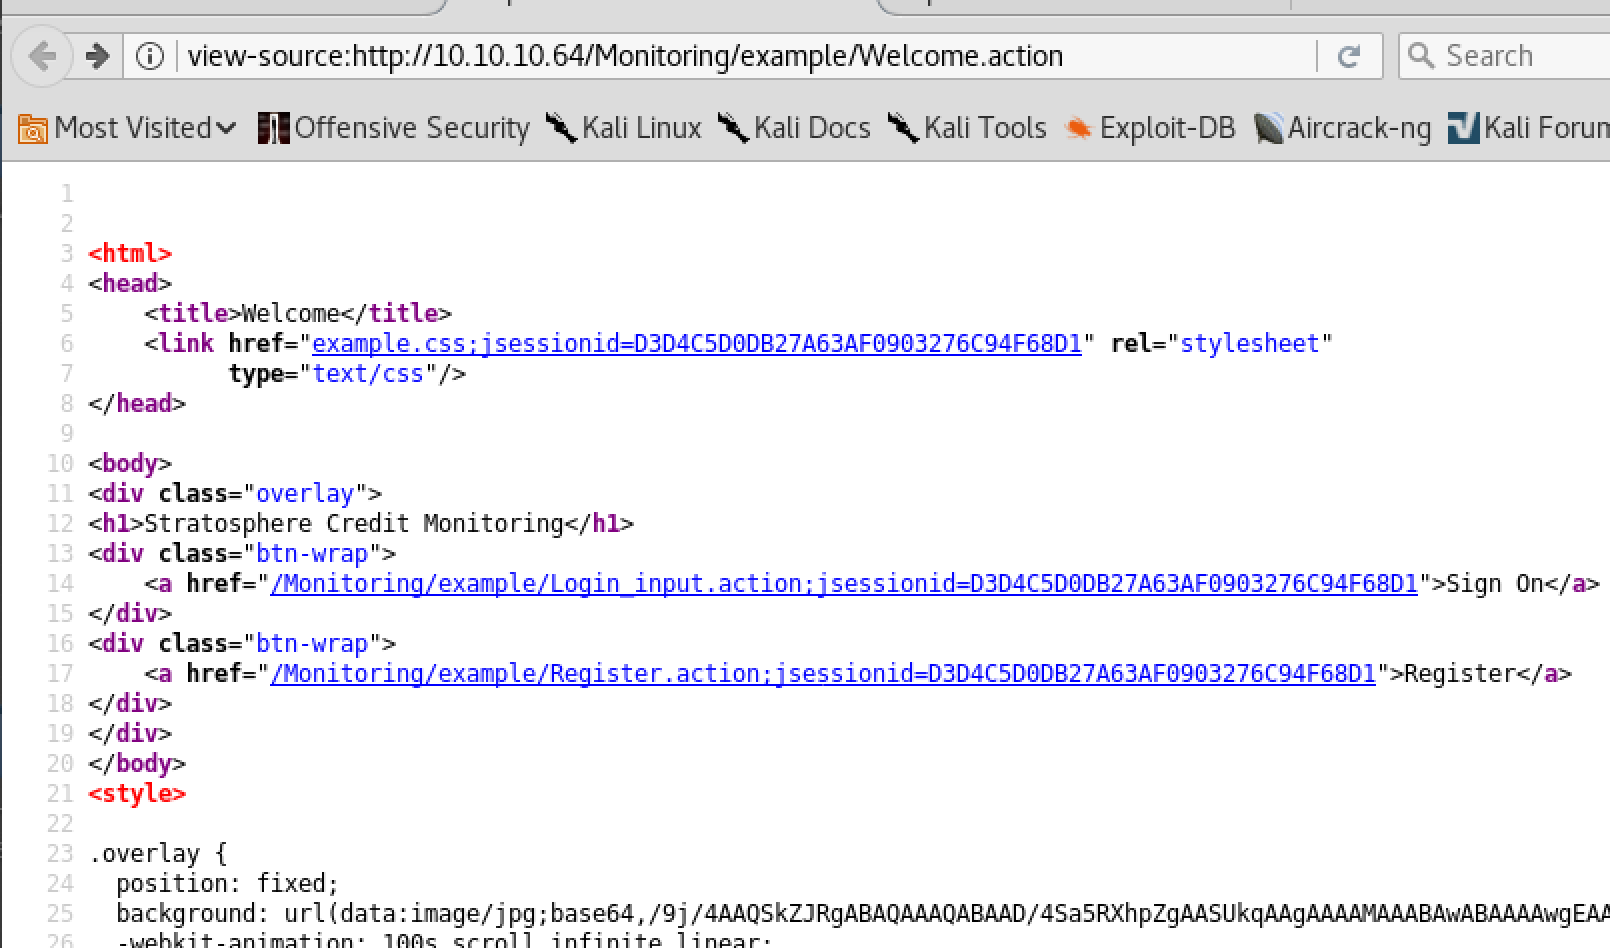 view-source:http://10.10.10.64/Monitoring/example/Welcome.action
Search
Most Visited
Offensive Security
Kali Linux
Kali Docs
Kali Tools
Exploit-DB
Aircrack-ng
Kali Forum
1
2
3 <html>
4 <head>
5 <title>Welcome</title>
6 <link href="example.css;jsessionid=D3D4C5D0DB27A63AF0903276C94F68D1" rel="stylesheet"
7 type="text/css"/>
8 </head>
9
10 <body>
11 <div class="overlay">
12 <h1>Stratosphere Credit Monitoring</h1>
13 <div class="btn-wrap">
14 <a href="/Monitoring/example/Login_input.action;jsessionid=D3D4C5D0DB27A63AF0903276C94F68D1">Sign On</a>
15 </div>
16 <div class="btn-wrap">
17 <a href="/Monitoring/example/Register.action;jsessionid=D3D4C5D0DB27A63AF0903276C94F68D1">Register</a>
18 </div>
19 </div>
20 </body>
21 <style>
22
23 .overlay {
24 position: fixed;
25 background: url(data:image/jpg;base64,/9j/4AAQSkZJRgABAQAAAQABAAD/4Sa5RXhpZgAASUkqAAgAAAAMAAABAwABAAAAwgEAA
26 -webkit-animation: 100s scroll infinite linear;